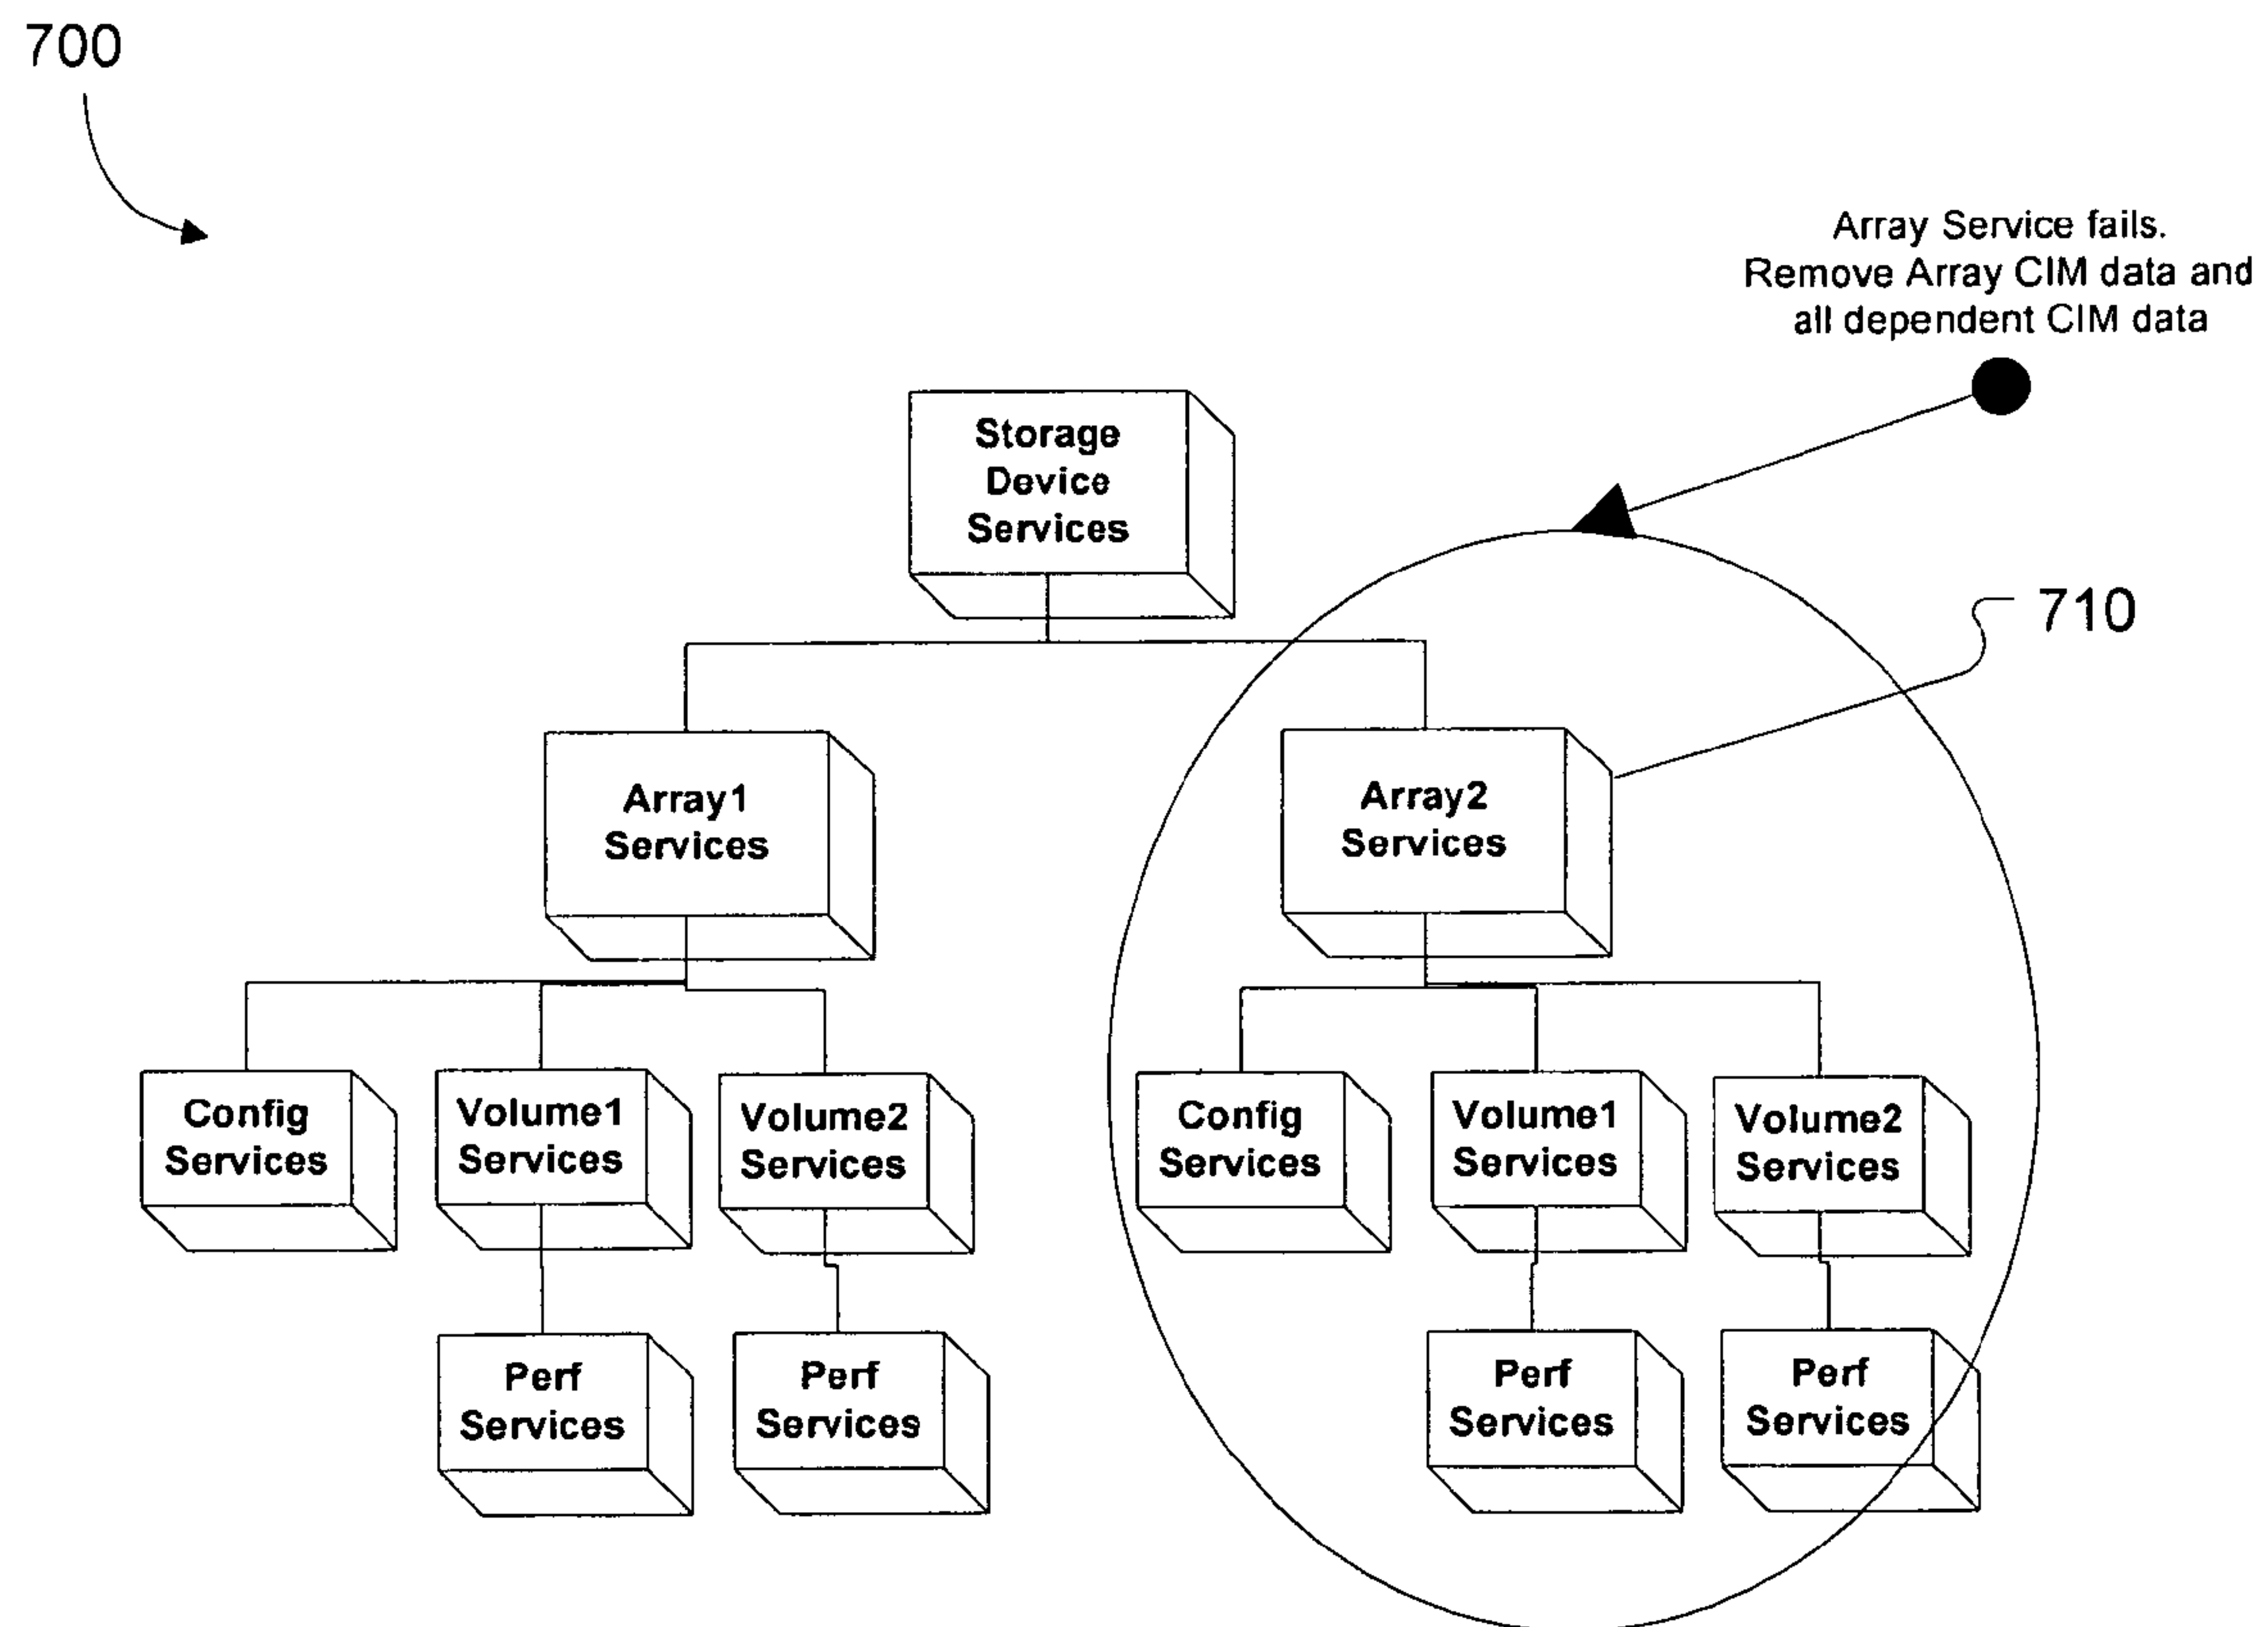 700
Array Service fails.
Remove Array CIM data and
all dependent CIM data
Storage
Device
Services
710
Array1
Services
Array2
Services
Config
Services
Volume1
Services
Volume2
Services
Config
Services
Volume1
Services
Volume2
Services
Perf
Services
Perf
Services
Perf
Services
Perf
Services